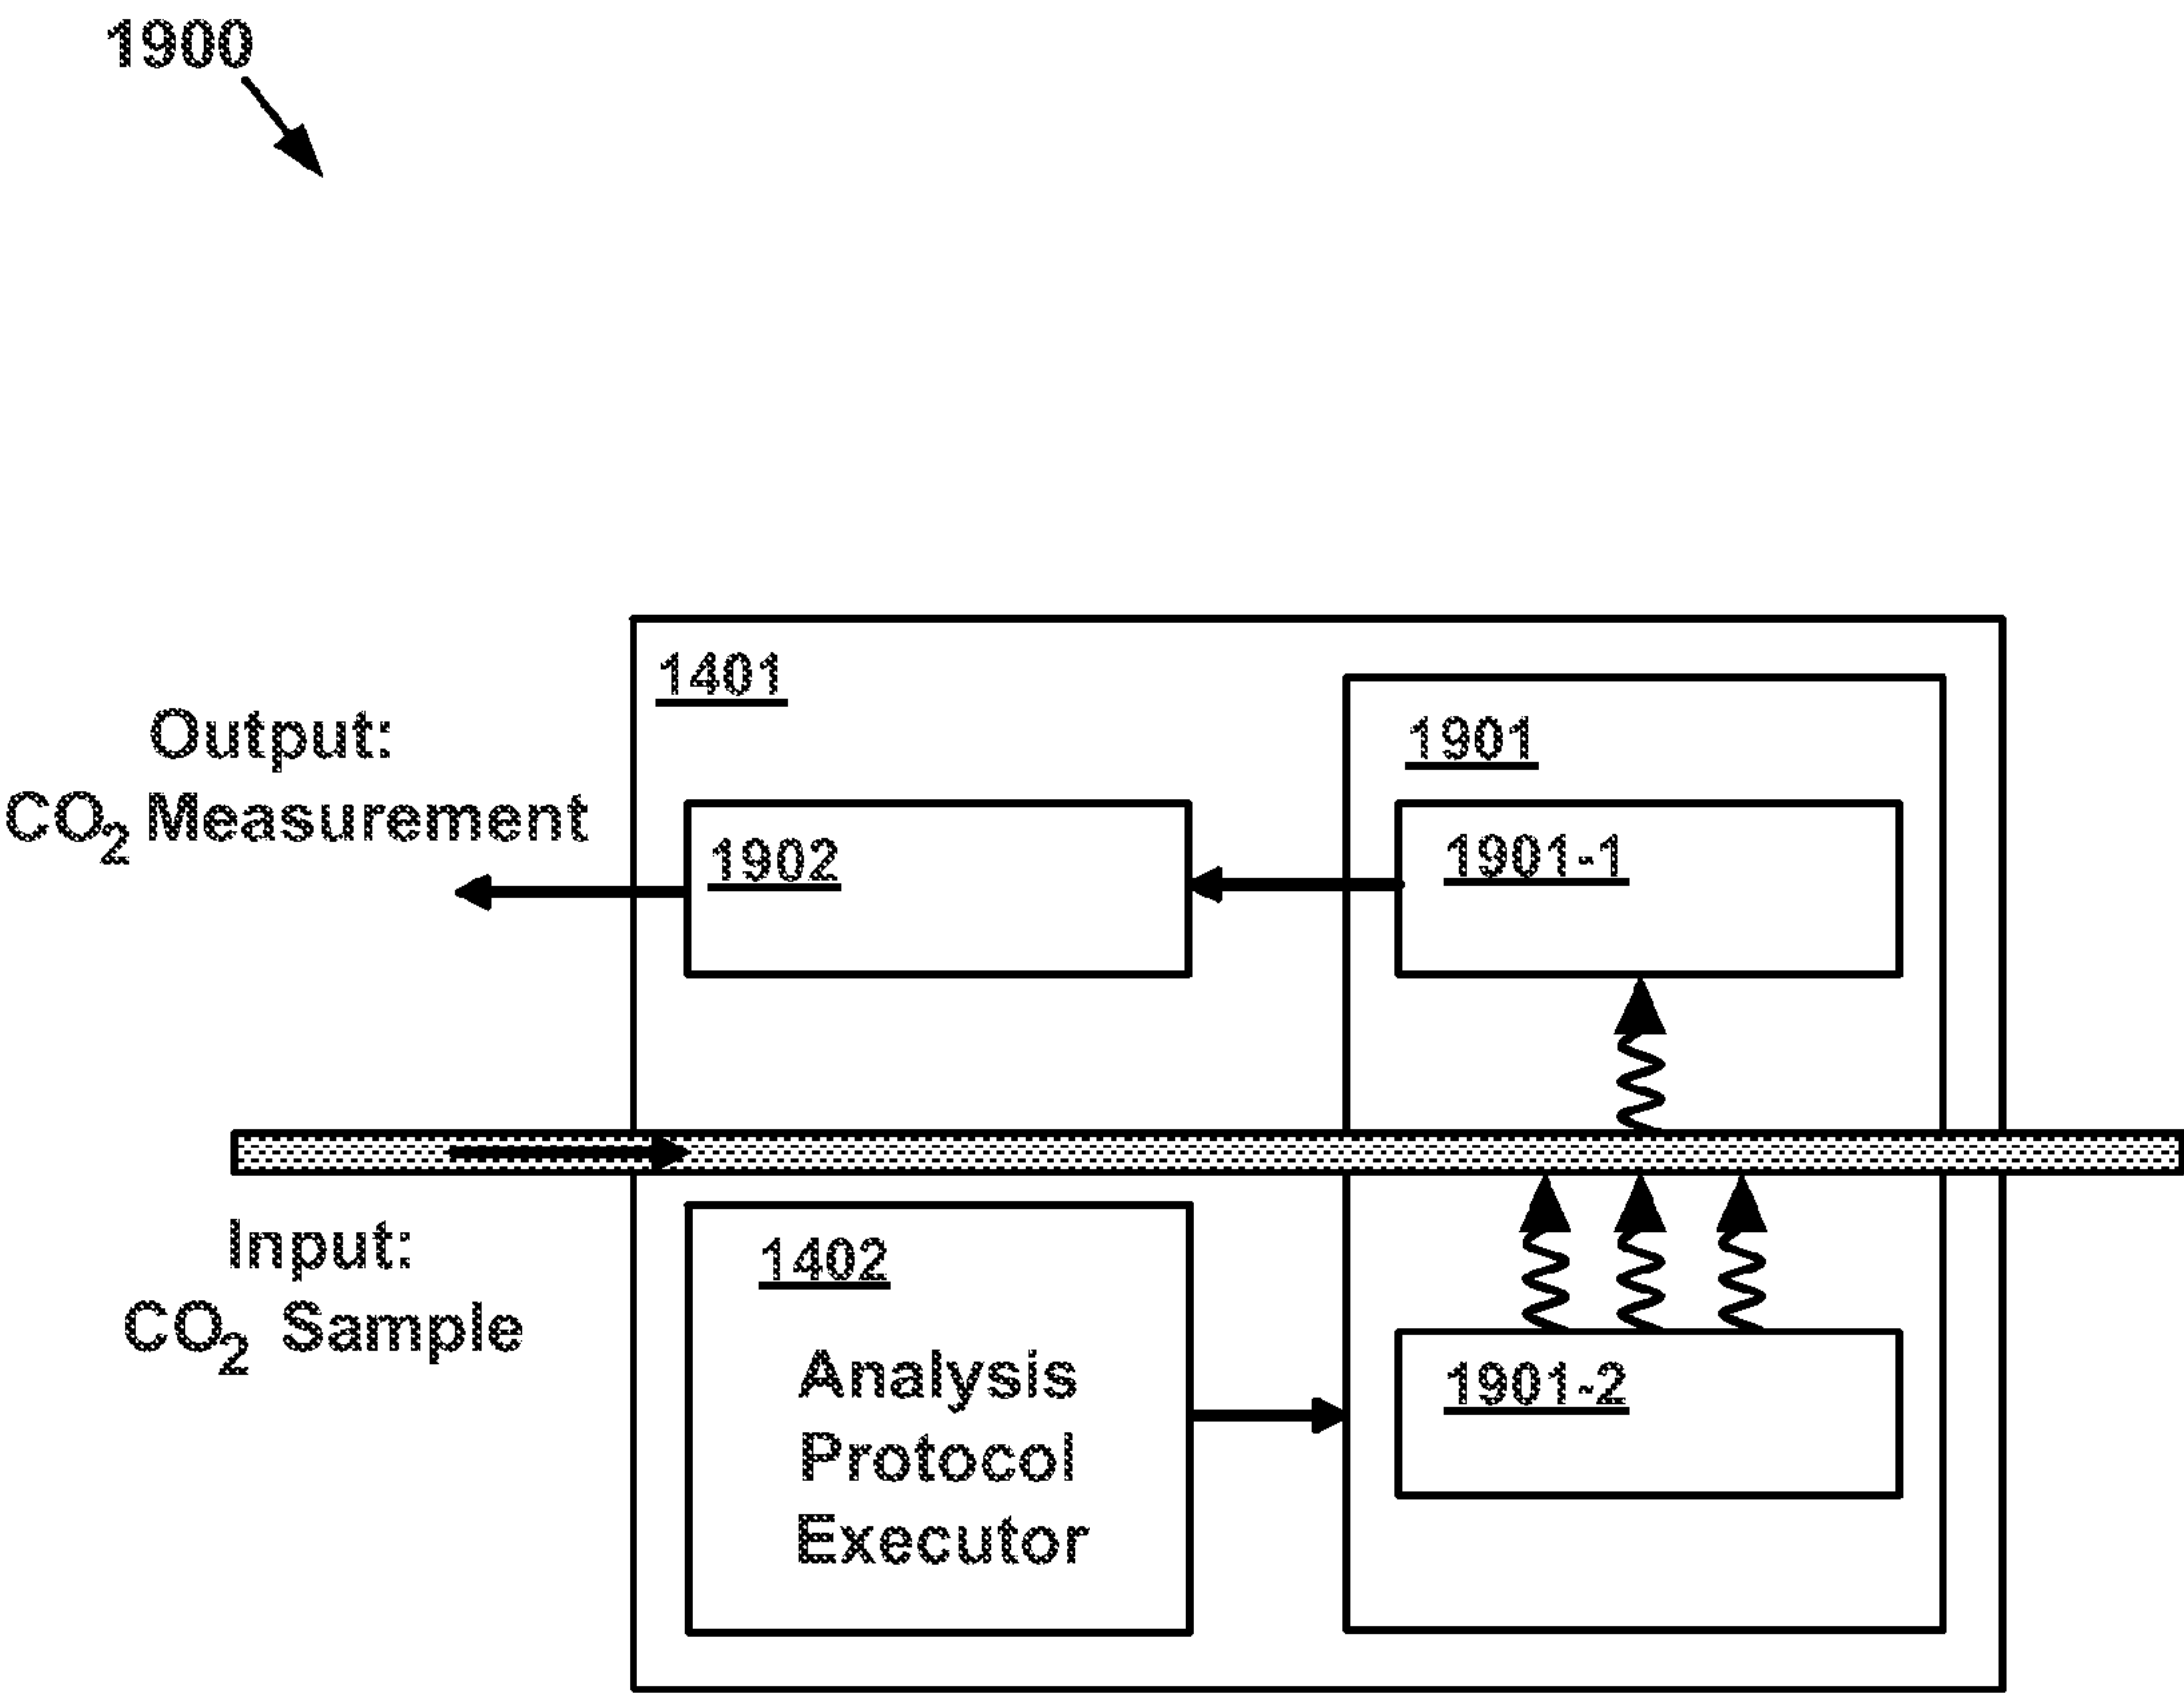 1900
1401
1901
Output:
CO₂ Measurement
1902
1901-1
Input:
CO₂ Sample
1402
Analysis
Protocol
Executor
1901-2